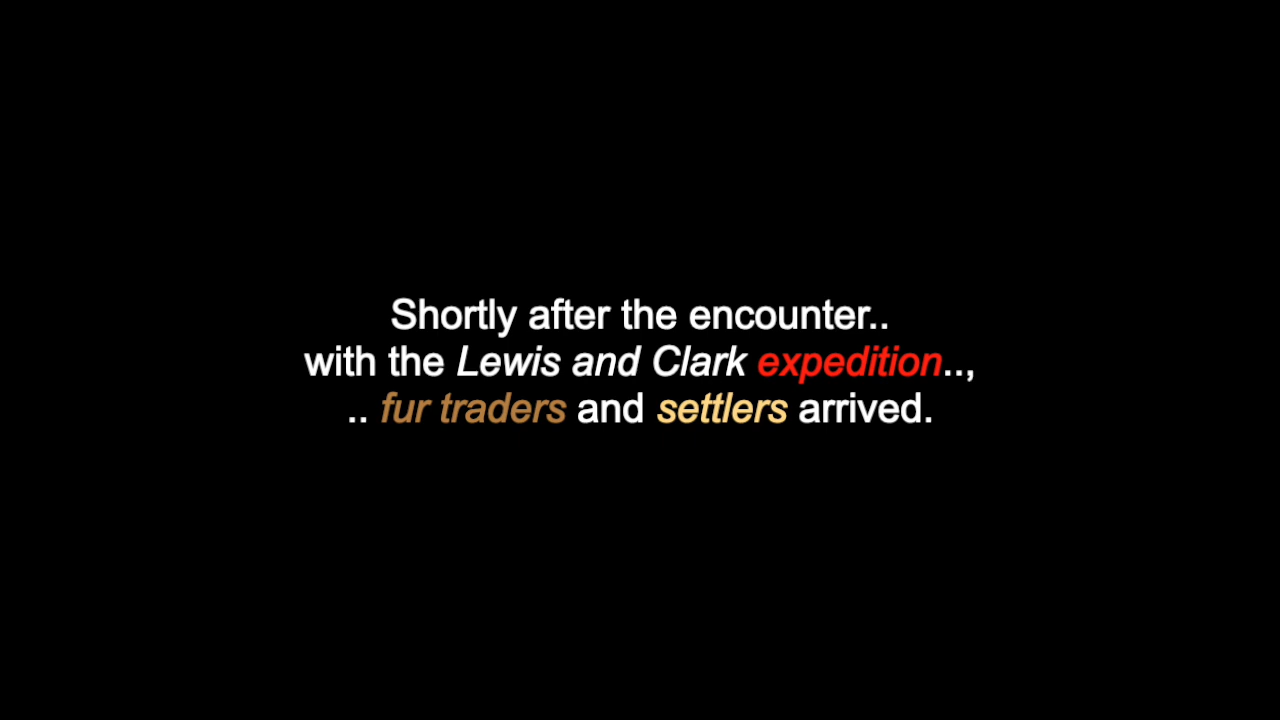 Shortly after the encounter..
with the Lewis and Clark expedition..,
.. fur traders and settlers arrived.